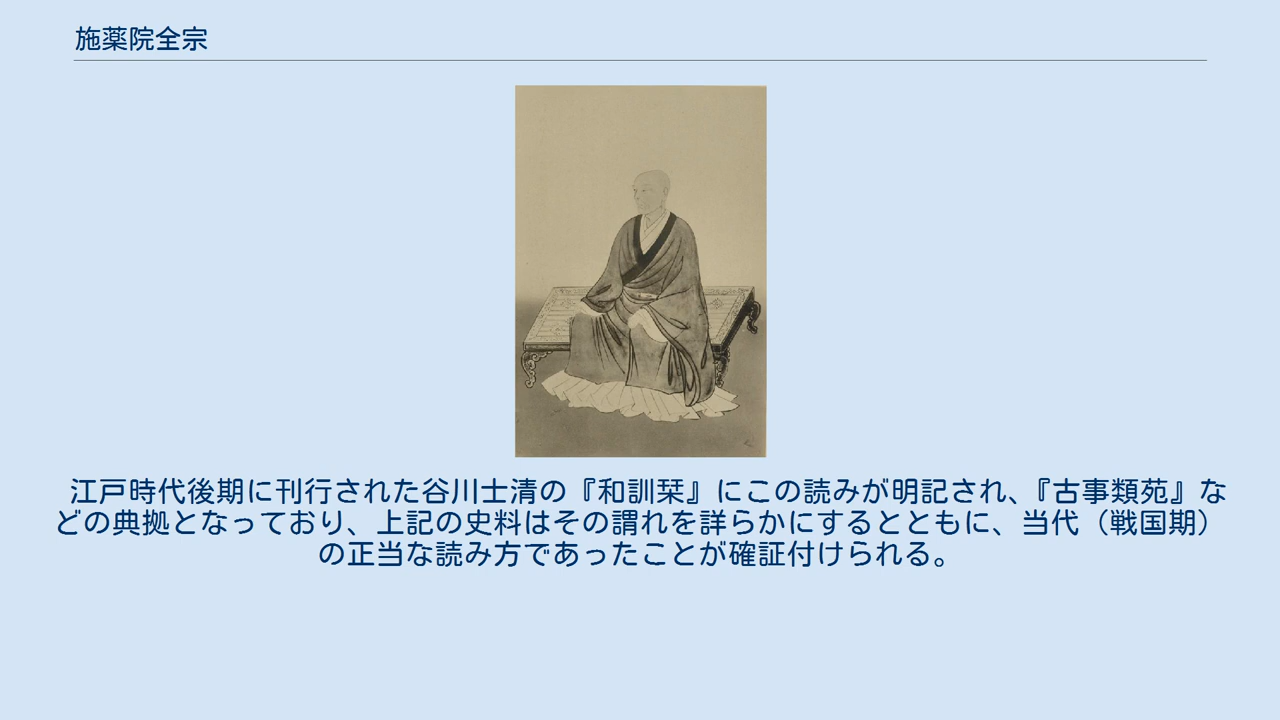 施薬院全宗
江戸時代後期に刊行された谷川士清の『和訓栞』にこの読みが明記され、『古事類苑』な
どの典拠となっており、上記の史料はその謂れを詳らかにするとともに、当代（戦国期）
の正当な読み方であったことが確証付けられる。